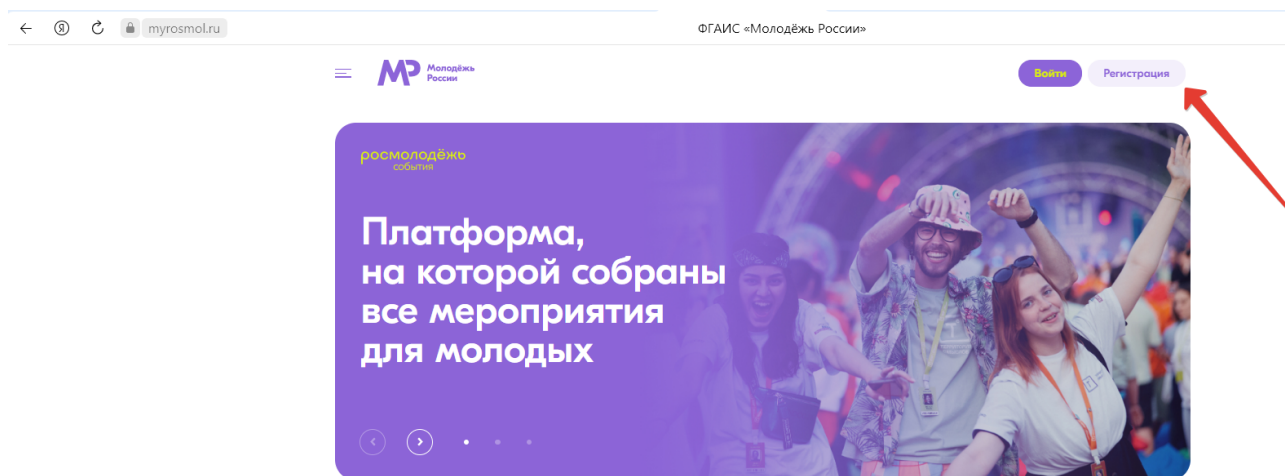 myrosmol.ru
ФГАИС «Молодёжь России»
Молодёжь
России
Войти
Регистрация
росмолодёжь
события
Платформа,
на которой собраны
все мероприятия
для молодых